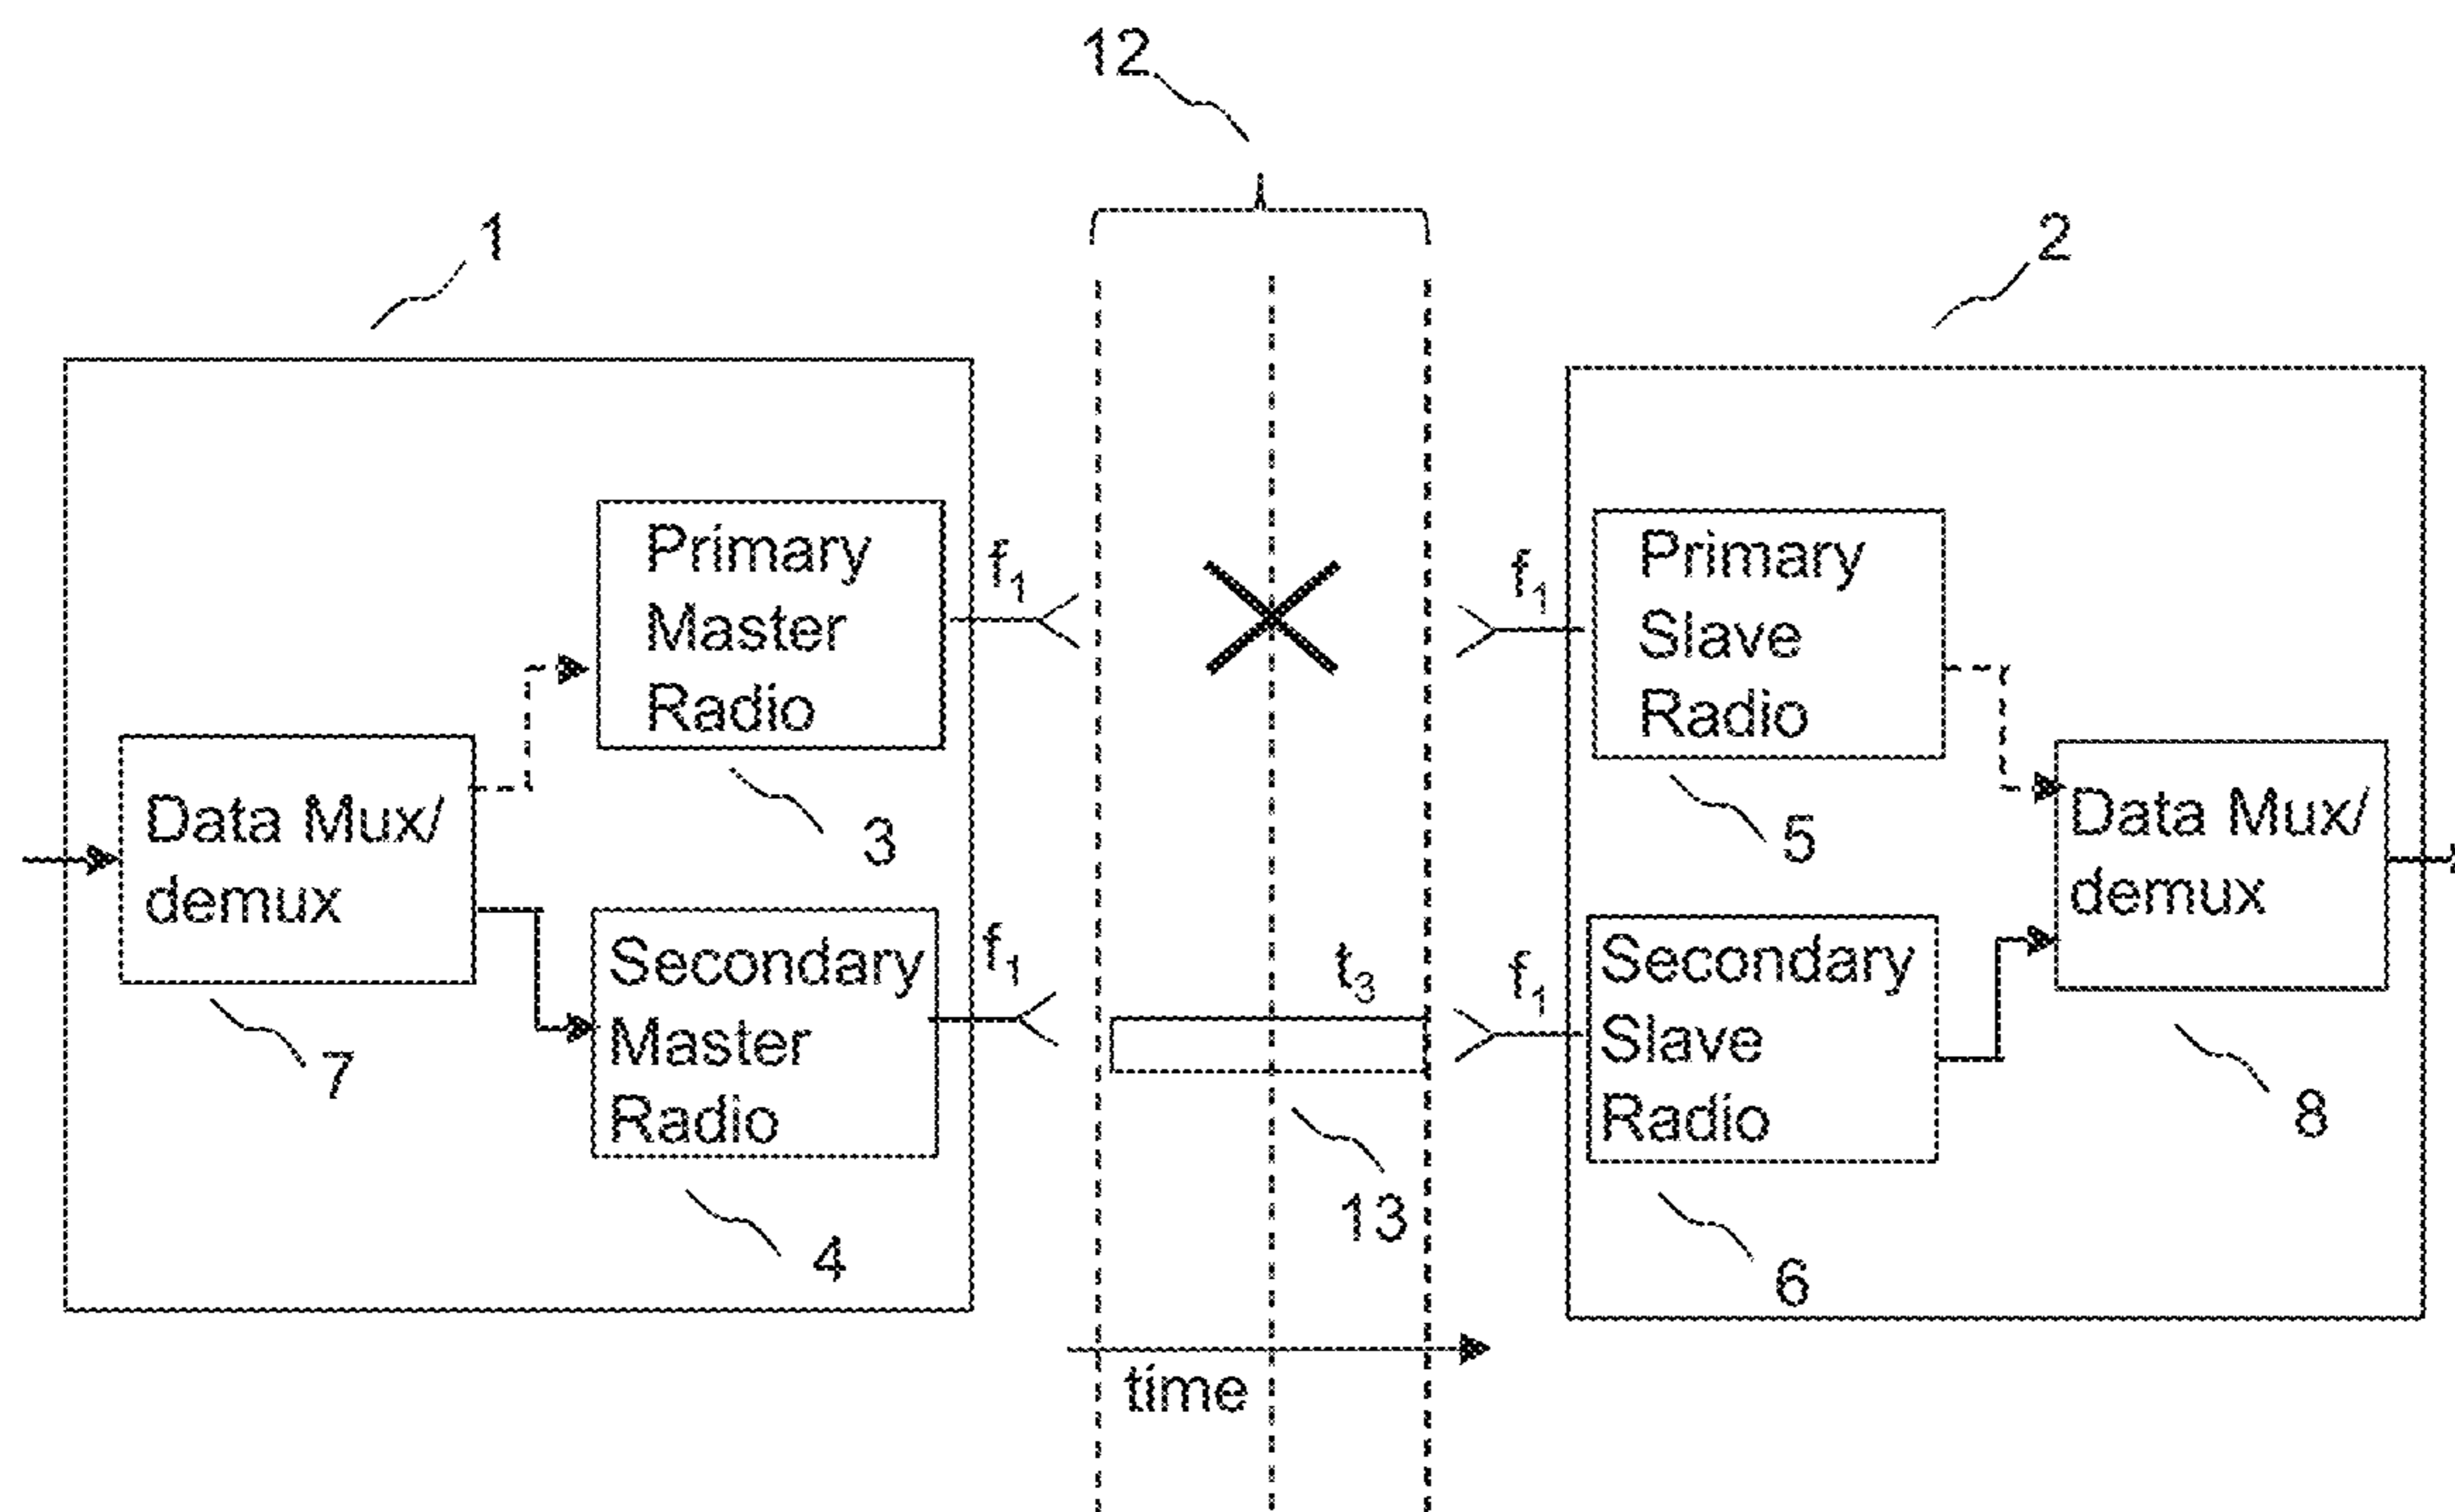 12
1
2
Primary
Master
Radio
f1
f1
Primary
Slave
Radio
Data Mux/
demux
3
5
Data Mux/
demux
Secondary
Master
Radio
f1
t3
f1
Secondary
Slave
Radio
7
4
13
6
8
time